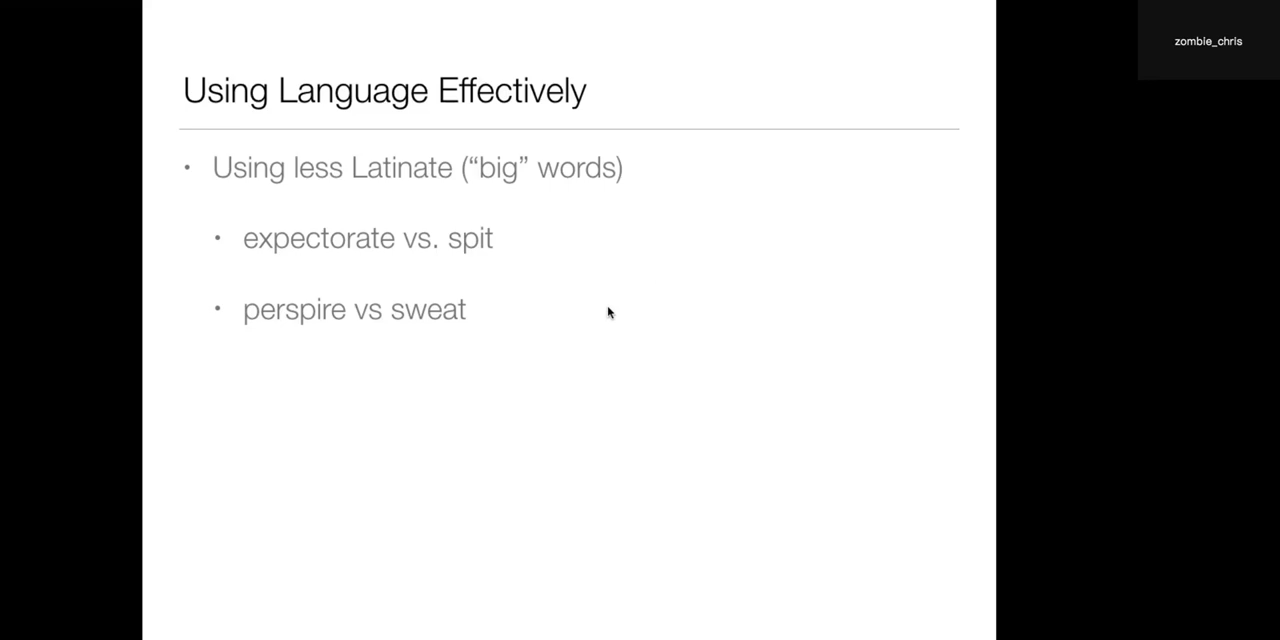 zombie_chris
Using Language Effectively
• Using less Latinate (“big” words)
• expectorate vs. spit
• perspire vs sweat